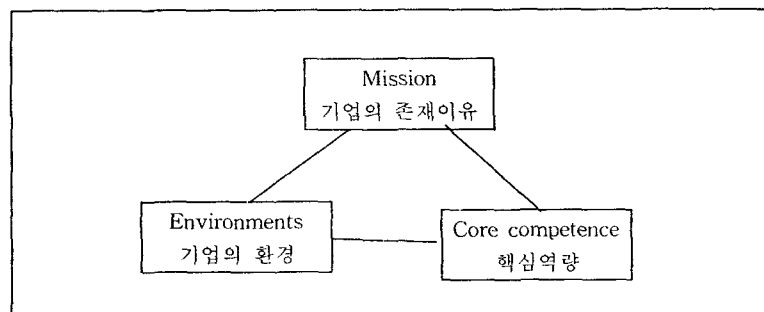 Mission
기업의 존재이유
Environments
기업의 환경
Core competence
핵심역량